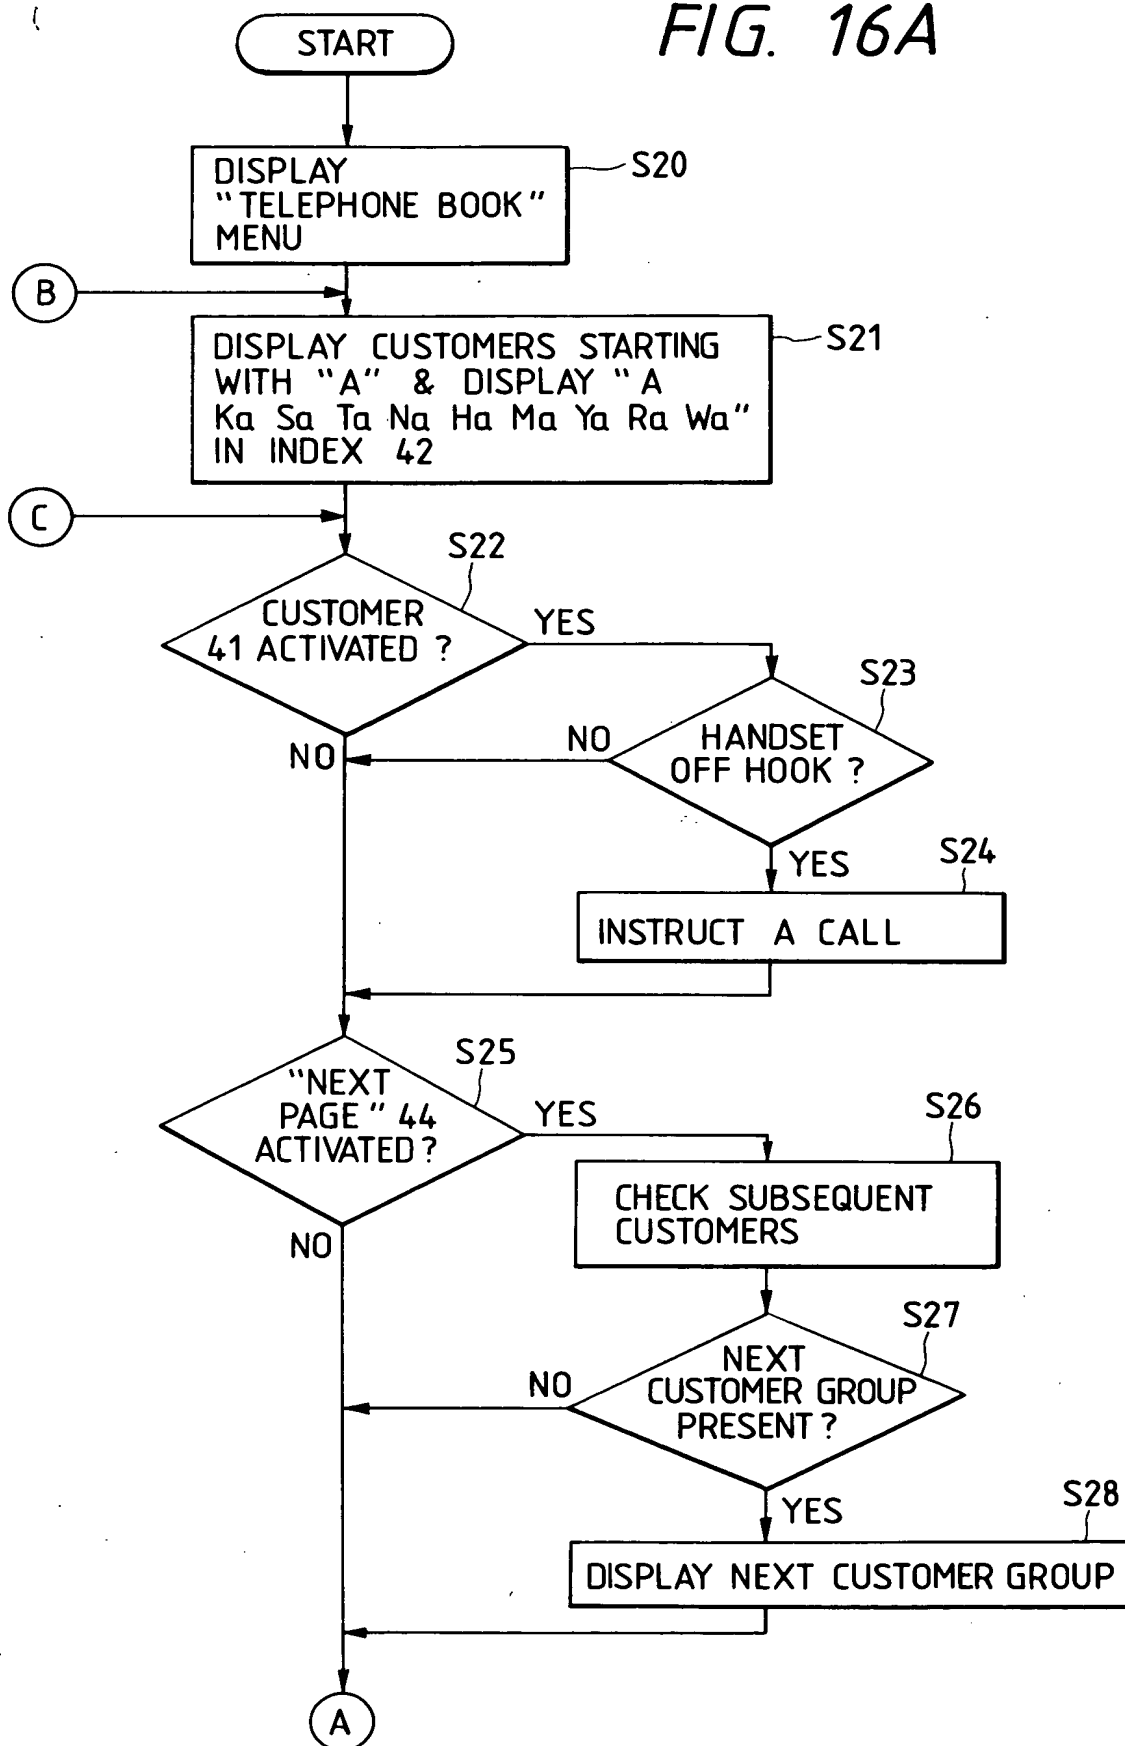 FIG. 16A
START
S20
DISPLAY
"TELEPHONE BOOK"
MENU
B
S21
DISPLAY CUSTOMERS STARTING
WITH "A" & DISPLAY "A
Ka Sa Ta Na Ha Ma Ya Ra Wa"
IN INDEX 42
C
S22
CUSTOMER
41 ACTIVATED ?
YES
S23
NO
NO
HANDSET
OFF HOOK ?
YES
S24
INSTRUCT A CALL
S25
"NEXT
PAGE" 44
ACTIVATED ?
YES
S26
NO
CHECK SUBSEQUENT
CUSTOMERS
S27
NO
NEXT
CUSTOMER GROUP
PRESENT ?
YES
S28
DISPLAY NEXT CUSTOMER GROUP
A